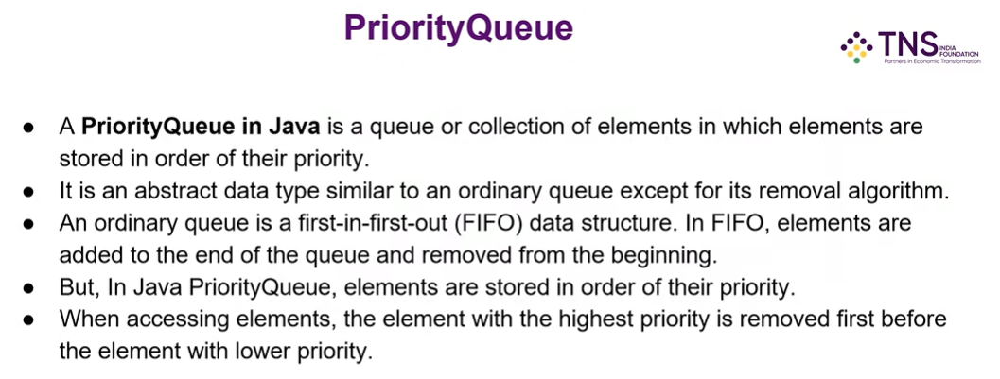 PriorityQueue
TNS INDIA FOUNDATION
Partners in Economic Transformation
● A PriorityQueue in Java is a queue or collection of elements in which elements are
stored in order of their priority.
● It is an abstract data type similar to an ordinary queue except for its removal algorithm.
● An ordinary queue is a first-in-first-out (FIFO) data structure. In FIFO, elements are
added to the end of the queue and removed from the beginning.
● But, In Java PriorityQueue, elements are stored in order of their priority.
● When accessing elements, the element with the highest priority is removed first before
the element with lower priority.